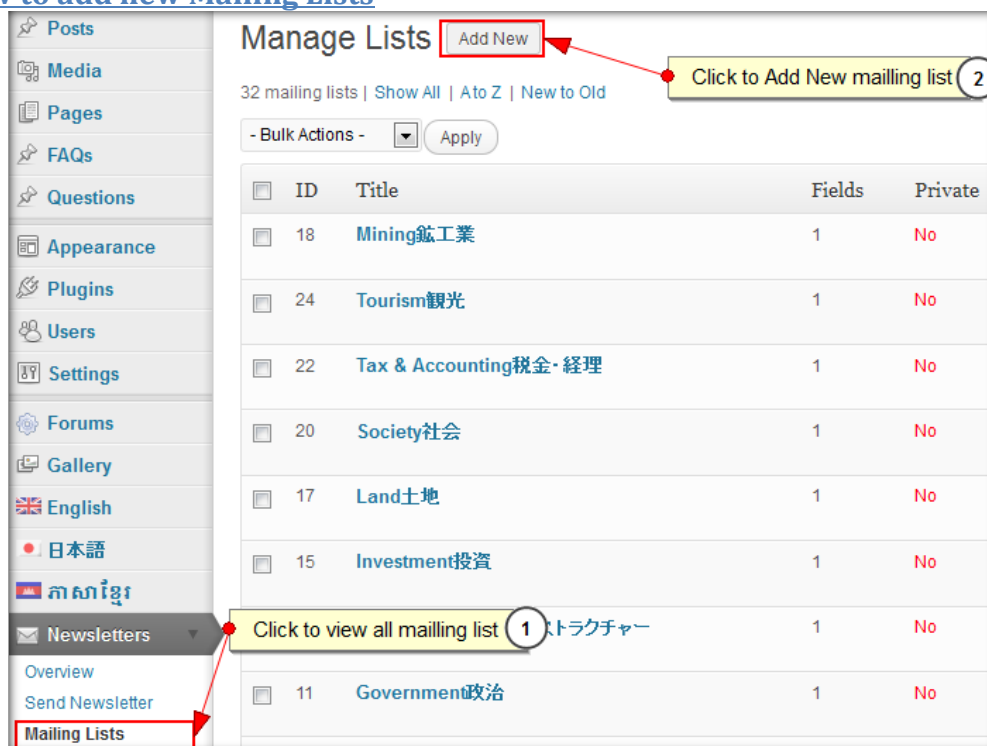 w to add new Mailing Lists
Posts
Media
Pages
FAQs
Questions
Appearance
Plugins
Users
Settings
Forums
Gallery
English
日本語
ភាសាខ្មែរ
Newsletters
Overview
Send Newsletter
Mailing Lists
Manage Lists Add New
Click to Add New mailling list 2
32 mailing lists | Show All | A to Z | New to Old
- Bulk Actions - Apply
ID Title Fields Private
18 Mining鉱工業 1 No
24 Tourism観光 1 No
22 Tax & Accounting税金・経理 1 No
20 Society社会 1 No
17 Land土地 1 No
15 Investment投資 1 No
Click to view all mailling list 1 ストラクチャー 1 No
11 Government政治 1 No